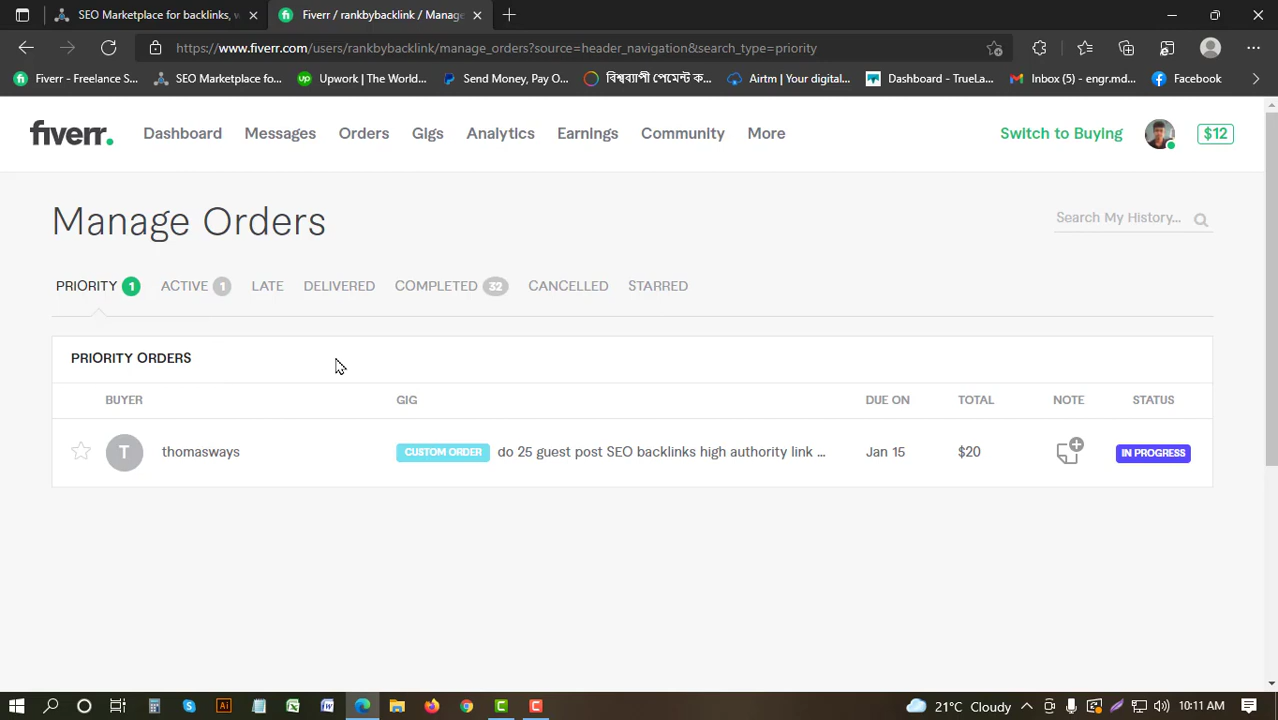 SEO Marketplace for backlinks, w
Fiverr / rankbybacklink / Manage
https://www.fiverr.com/users/rankbybacklink/manage_orders?source=header_navigation&search_type=priority
Fiverr - Freelance S... SEO Marketplace fo... Upwork | The World... Send Money, Pay O... বিশ্বব্যাপী পেমেন্ট ক... Airtm | Your digital... Dashboard - TrueLa... Inbox (5) - engr.md... Facebook
fiverr. Dashboard Messages Orders Gigs Analytics Earnings Community More Switch to Buying $12
Manage Orders
Search My History...
PRIORITY 1 ACTIVE 1 LATE DELIVERED COMPLETED 32 CANCELLED STARRED
PRIORITY ORDERS
BUYER GIG DUE ON TOTAL NOTE STATUS
T thomasways CUSTOM ORDER do 25 guest post SEO backlinks high authority link ... Jan 15 $20 IN PROGRESS
21°C Cloudy 10:11 AM